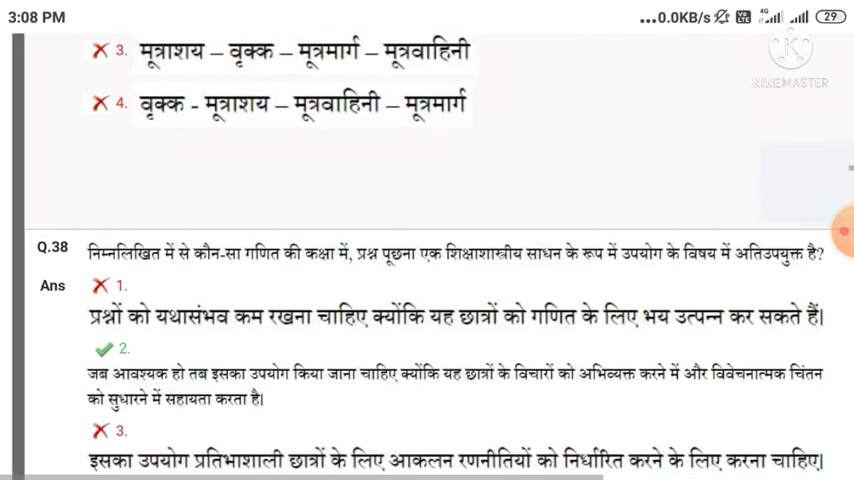 3:08 PM ...0.0KB/s 4G 29
3. मूत्राशय – वृक्क – मूत्रमार्ग – मूत्रवाहिनी
KINEMASTER
4. वृक्क - मूत्राशय – मूत्रवाहिनी – मूत्रमार्ग
Q.38 निम्नलिखित में से कौन-सा गणित की कक्षा में, प्रश्न पूछना एक शिक्षाशास्त्रीय साधन के रूप में उपयोग के विषय में अतिउपयुक्त है?
Ans 1.
प्रश्नों को यथासंभव कम रखना चाहिए क्योंकि यह छात्रों को गणित के लिए भय उत्पन्न कर सकते हैं।
2.
जब आवश्यक हो तब इसका उपयोग किया जाना चाहिए क्योंकि यह छात्रों के विचारों को अभिव्यक्त करने में और विवेचनात्मक चिंतन
को सुधारने में सहायता करता है।
3.
इसका उपयोग प्रतिभाशाली छात्रों के लिए आकलन रणनीतियों को निर्धारित करने के लिए करना चाहिए।